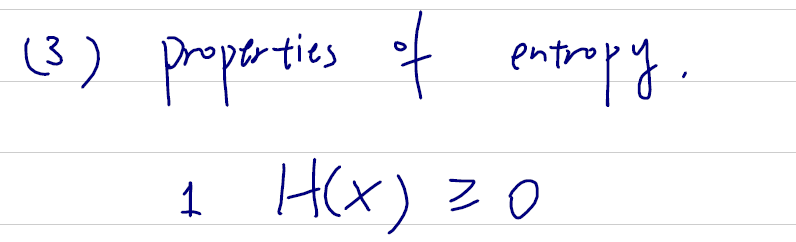 (3) properties of entropy.
1 H(X) ≥ 0